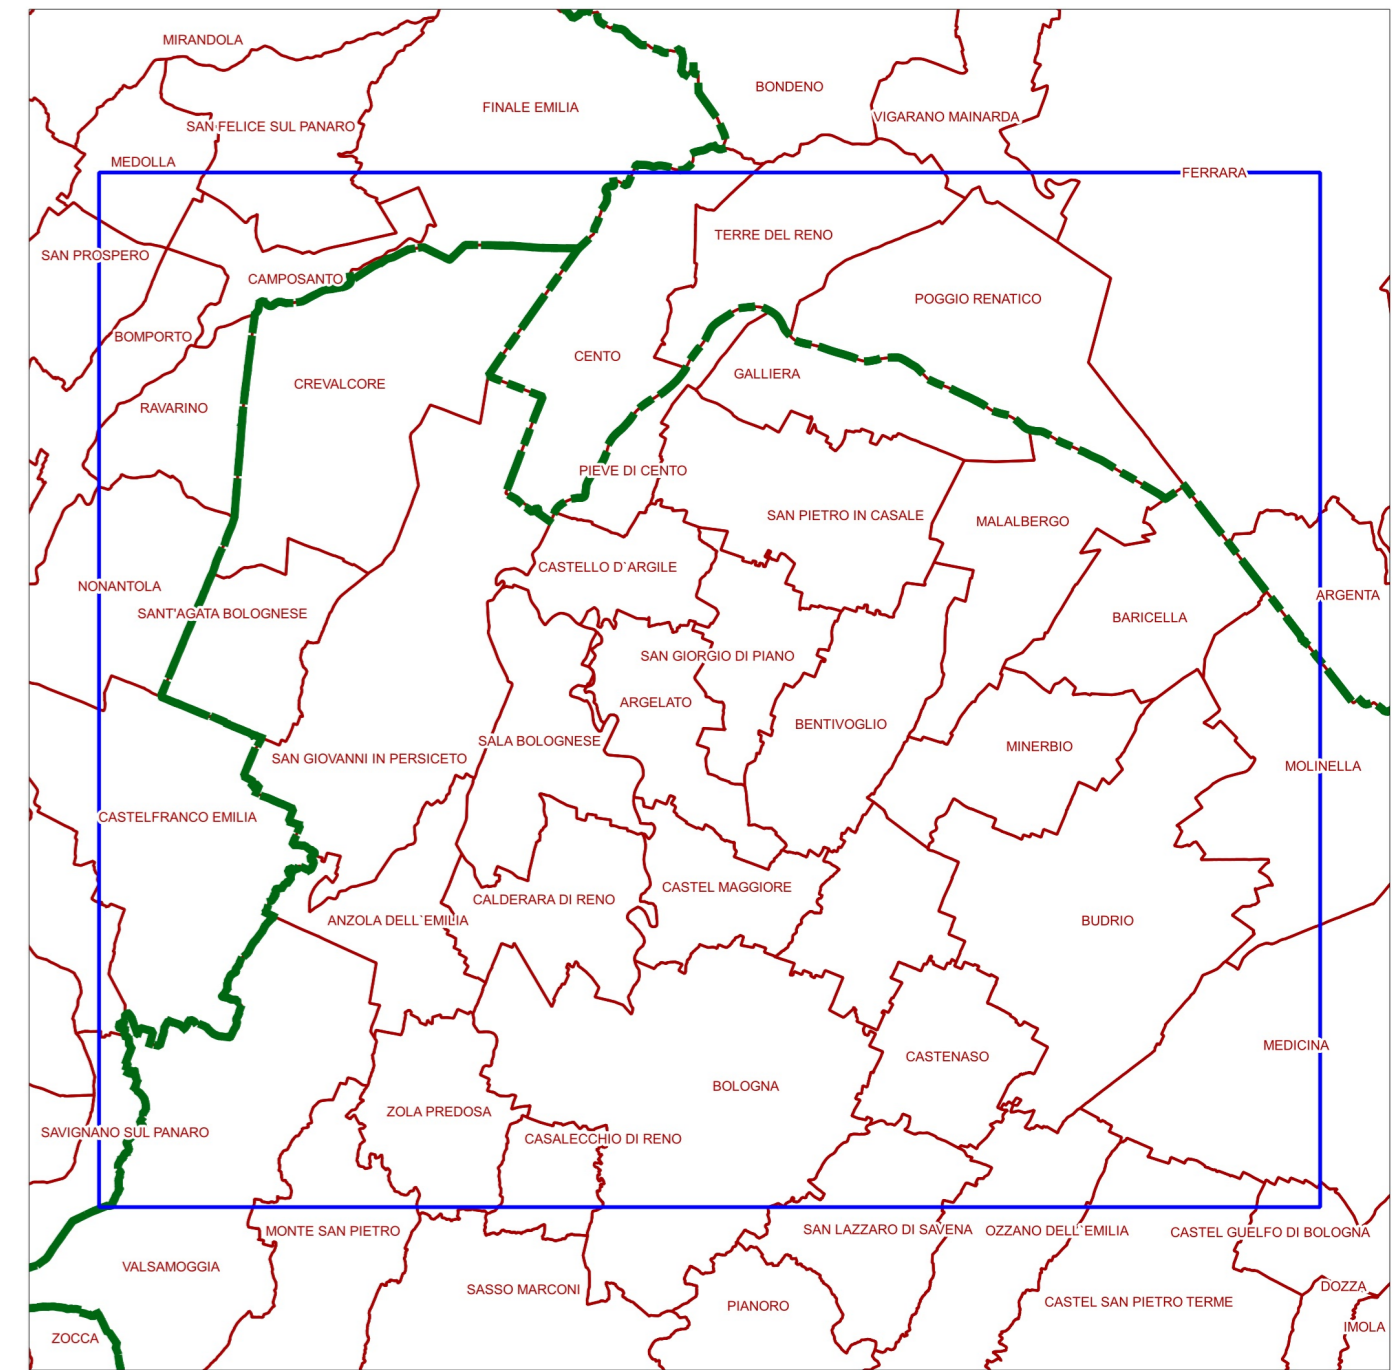 MIRANDOLA
BONDENO
FINALE EMILIA
VIGARANO MAINARDA
SAN FELICE SUL PANARO
MEDOLLA
FERRARA
TERRE DEL RENO
SAN PROSPERO
CAMPOSANTO
POGGIO RENATICO
BOMPORTO
CENTO
GALLIERA
CREVALCORE
RAVARINO
PIEVE DI CENTO
SAN PIETRO IN CASALE
MALALBERGO
CASTELLO D`ARGILE
NONANTOLA
ARGENTA
SANT'AGATA BOLOGNESE
BARICELLA
SAN GIORGIO DI PIANO
ARGELATO
BENTIVOGLIO
SALA BOLOGNESE
MINERBIO
SAN GIOVANNI IN PERSICETO
MOLINELLA
CASTELFRANCO EMILIA
CASTEL MAGGIORE
CALDERARA DI RENO
ANZOLA DELL`EMILIA
BUDRIO
MEDICINA
CASTENASO
BOLOGNA
ZOLA PREDOSA
SAVIGNANO SUL PANARO
CASALECCHIO DI RENO
MONTE SAN PIETRO
SAN LAZZARO DI SAVENA
OZZANO DELL`EMILIA
CASTEL GUELFO DI BOLOGNA
VALSAMOGGIA
SASSO MARCONI
DOZZA
PIANORO
CASTEL SAN PIETRO TERME
IMOLA
ZOCCA